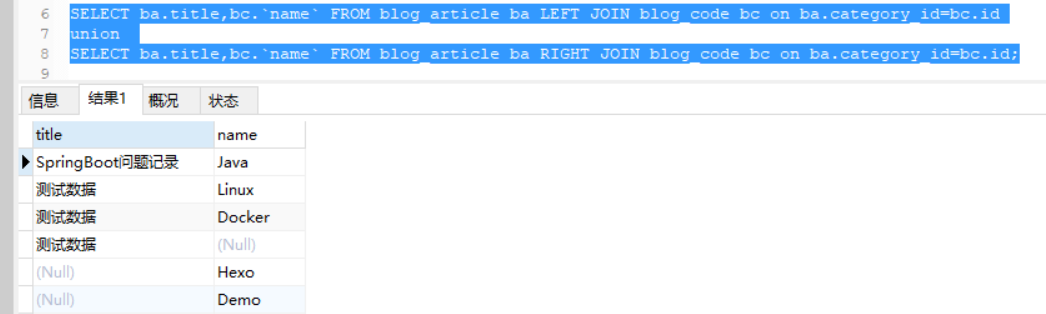 6 SELECT ba.title,bc.`name` FROM blog_article ba LEFT JOIN blog_code bc on ba.category_id=bc.id
7 union
8 SELECT ba.title,bc.`name` FROM blog_article ba RIGHT JOIN blog_code bc on ba.category_id=bc.id;
9
信息 结果1 概况 状态
title name
SpringBoot问题记录 Java
测试数据 Linux
测试数据 Docker
测试数据 (Null)
(Null) Hexo
(Null) Demo